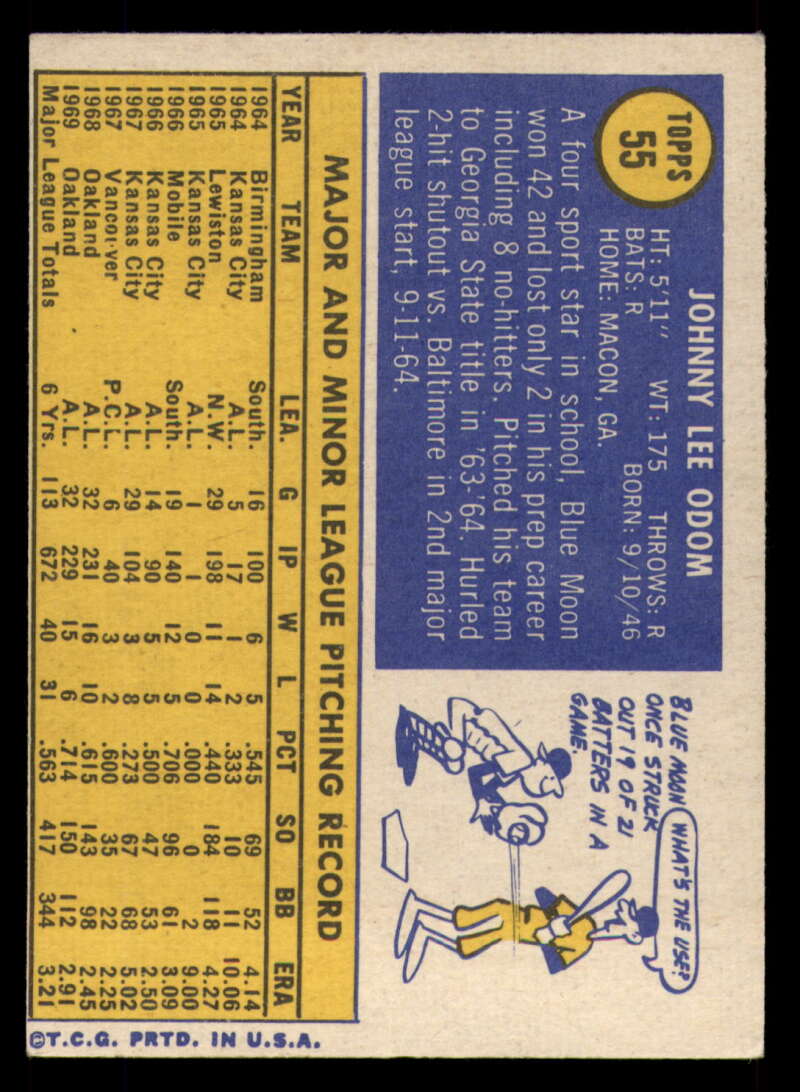 TOPPS
55
JOHNNY LEE ODOM
HT: 5'11" WT: 175 THROWS: R
BATS: R BORN: 9/10/46
HOME: MACON, GA.
A four sport star in school, Blue Moon
won 42 and lost only 2 in his prep career
including 8 no-hitters. Pitched his team
to Georgia State title in '63-'64. Hurled
2-hit shutout vs. Baltimore in 2nd major
league start, 9-11-64.
BLUE MOON
ONCE STRUCK
OUT 19 OF 21
BATTERS IN A
GAME.
WHAT'S THE USE?
MAJOR AND MINOR LEAGUE PITCHING RECORD
YEAR TEAM LEA. G IP W L PCT SO BB ERA
1964 Birmingham South. 16 100 6 5 .545 69 52 4.14
1964 Kansas City A.L. 5 17 1 2 .333 10 11 10.06
1965 Lewiston N.W. 29 198 11 14 .440 184 118 4.27
1965 Kansas City A.L. 1 1 0 0 .000 0 2 9.00
1966 Mobile South. 19 140 12 5 .706 96 61 3.09
1966 Kansas City A.L. 14 90 5 5 .500 47 53 2.50
1967 Kansas City A.L. 29 104 3 8 .273 67 68 5.02
1967 Vancouver P.C.L. 6 40 3 2 .600 35 22 2.25
1968 Oakland A.L. 32 231 16 10 .615 143 98 2.45
1969 Oakland A.L. 32 229 15 6 .714 150 112 2.91
Major League Totals 6 Yrs. 113 672 40 31 .563 417 344 3.21
©T.C.G. PRTD. IN U.S.A.